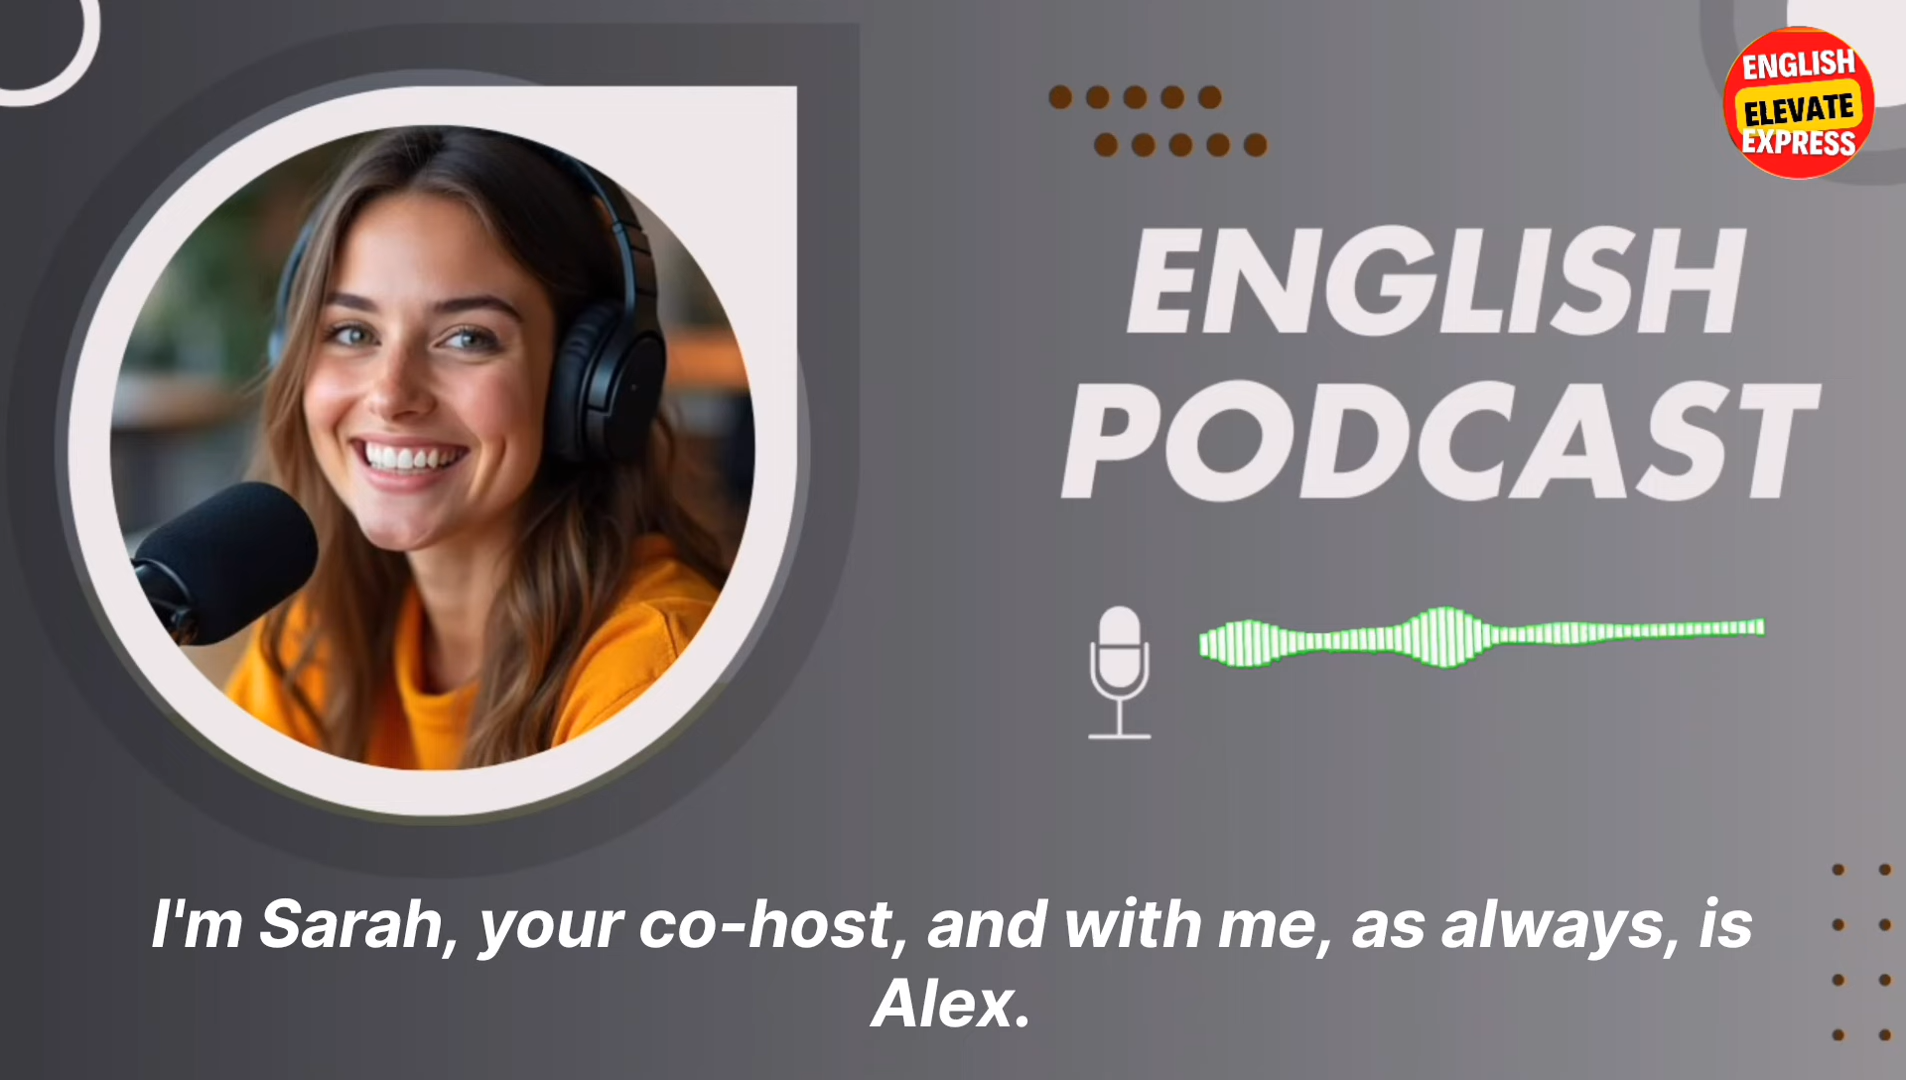 ENGLISH
ELEVATE
EXPRESS
ENGLISH
PODCAST
I'm Sarah, your co-host, and with me, as always, is
Alex.